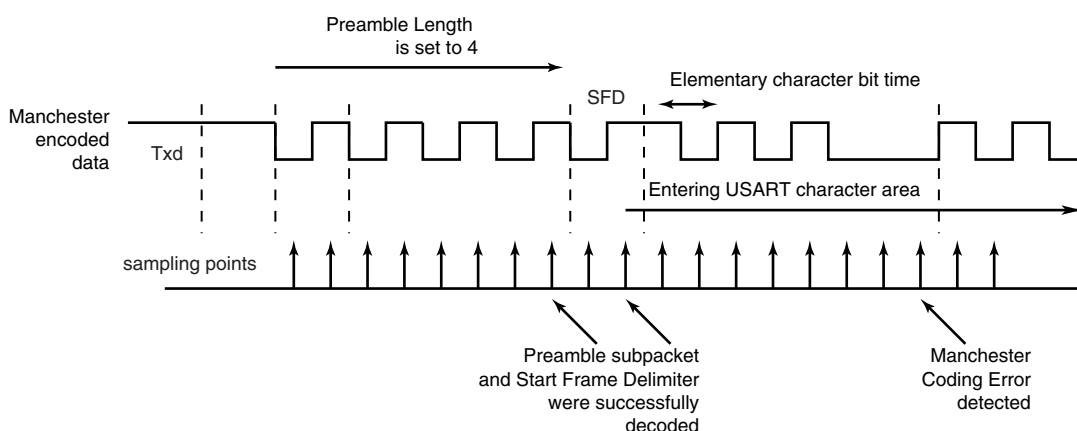 Preamble Length
is set to 4
Elementary character bit time
SFD
Manchester
encoded
data
Txd
Entering USART character area
sampling points
Preamble subpacket
and Start Frame Delimiter
were successfully
decoded
Manchester
Coding Error
detected